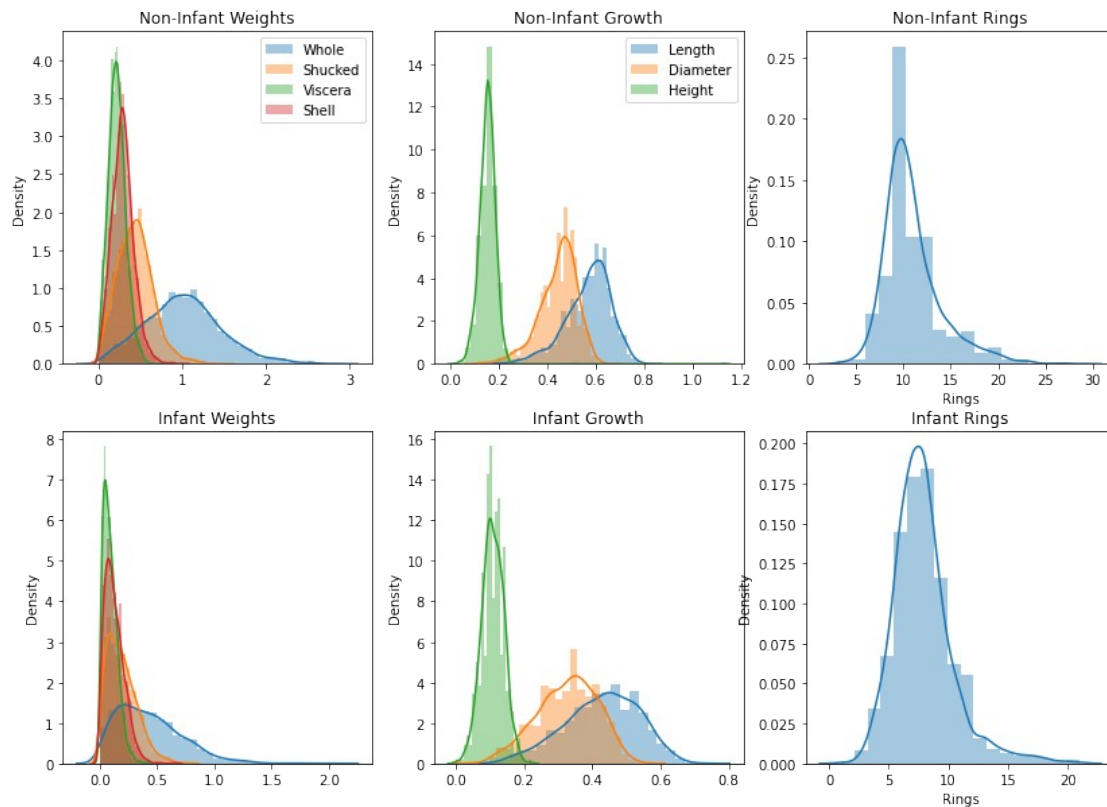 Non-Infant Weights
Density
4.0
3.5
3.0
2.5
2.0
1.5
1.0
0.5
0.0
Whole
Shucked
Viscera
Shell
0 1 2 3
Non-Infant Growth
Density
14
12
10
8
6
4
2
0
Length
Diameter
Height
0.0 0.2 0.4 0.6 0.8 1.0 1.2
Non-Infant Rings
Density
0.25
0.20
0.15
0.10
0.05
0.00
0 5 10 15 20 25 30
Rings
Infant Weights
Density
8
7
6
5
4
3
2
1
0
0.0 0.5 1.0 1.5 2.0
Infant Growth
Density
16
14
12
10
8
6
4
2
0
0.0 0.2 0.4 0.6 0.8
Infant Rings
Density
0.200
0.175
0.150
0.125
0.100
0.075
0.050
0.025
0.000
0 5 10 15 20
Rings